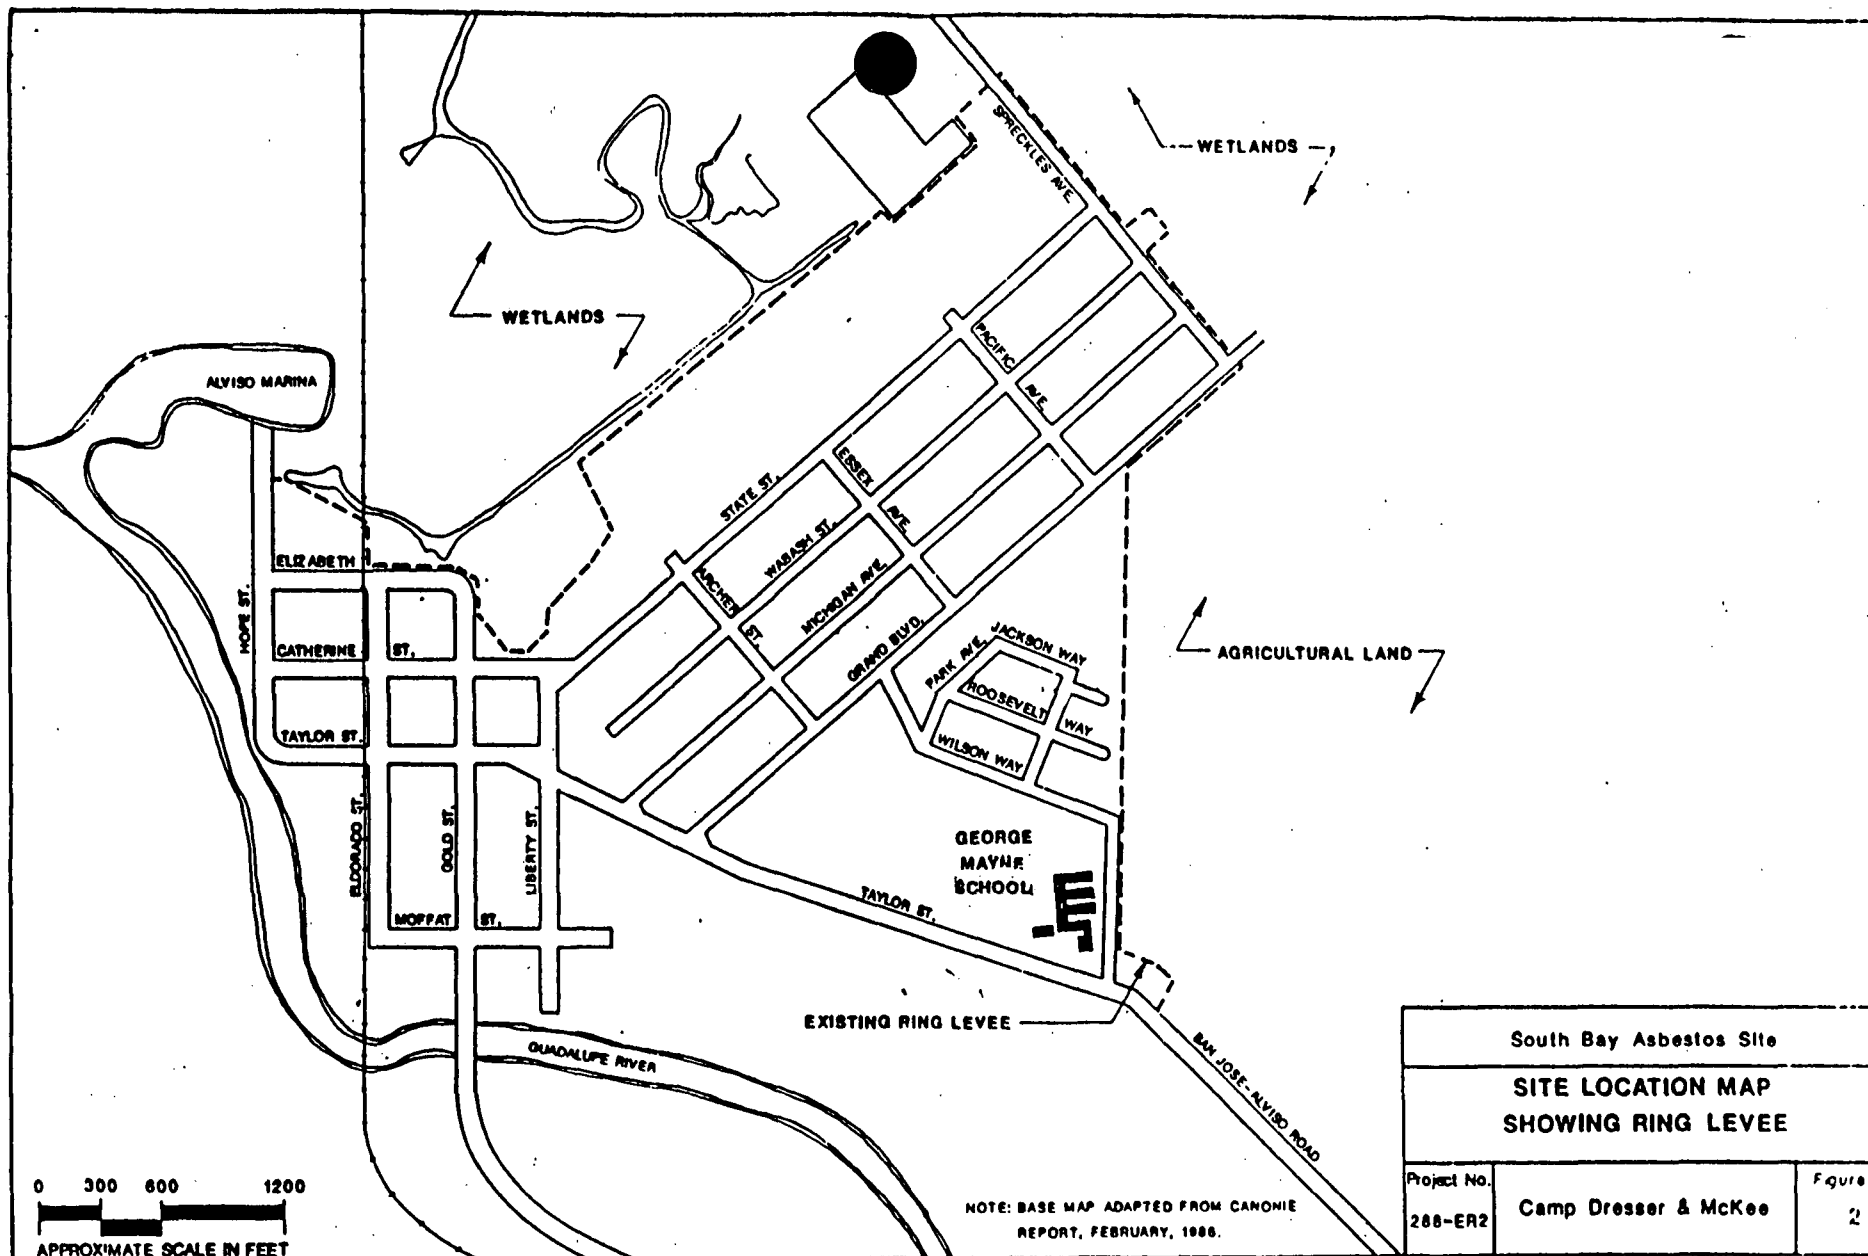 SPRECKLES AVE.
WETLANDS
WETLANDS
ALVISO MARINA
PACIFIC
AVE.
ESSEX
AVE.
STATE ST.
WABASH ST.
MICHIGAN AVE.
ARCHER
ST.
GRAND BLVD.
ELIZABETH
HOPE ST.
CATHERINE
ST.
TAYLOR ST.
PARK AVE.
JACKSON WAY
ROOSEVELT
WAY
WILSON WAY
AGRICULTURAL LAND
ELDORADO ST.
GOLD ST.
LIBERTY ST.
MOFFAT
ST.
GEORGE
MAYNE
SCHOOL
TAYLOR ST.
EXISTING RING LEVEE
GUADALUPE RIVER
SAN JOSE-ALVISO ROAD
0 300 600 1200
APPROXIMATE SCALE IN FEET
NOTE: BASE MAP ADAPTED FROM CANONIE
REPORT, FEBRUARY, 1986.
South Bay Asbestos Site
SITE LOCATION MAP
SHOWING RING LEVEE
Project No.
288-ER2
Camp Dresser & McKee
Figure
2